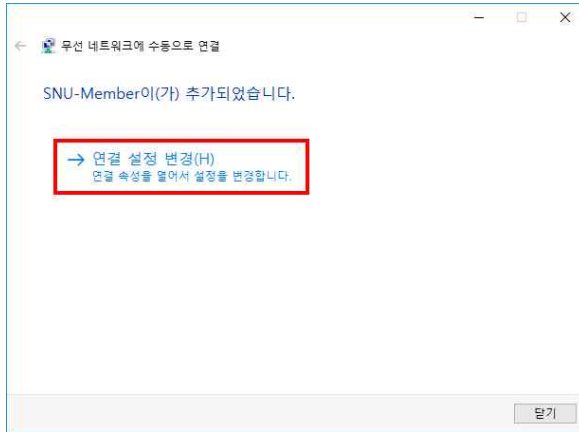 무선 네트워크에 수동으로 연결
SNU-Member이(가) 추가되었습니다.
→ 연결 설정 변경(H)
연결 속성을 열어서 설정을 변경합니다.
닫기